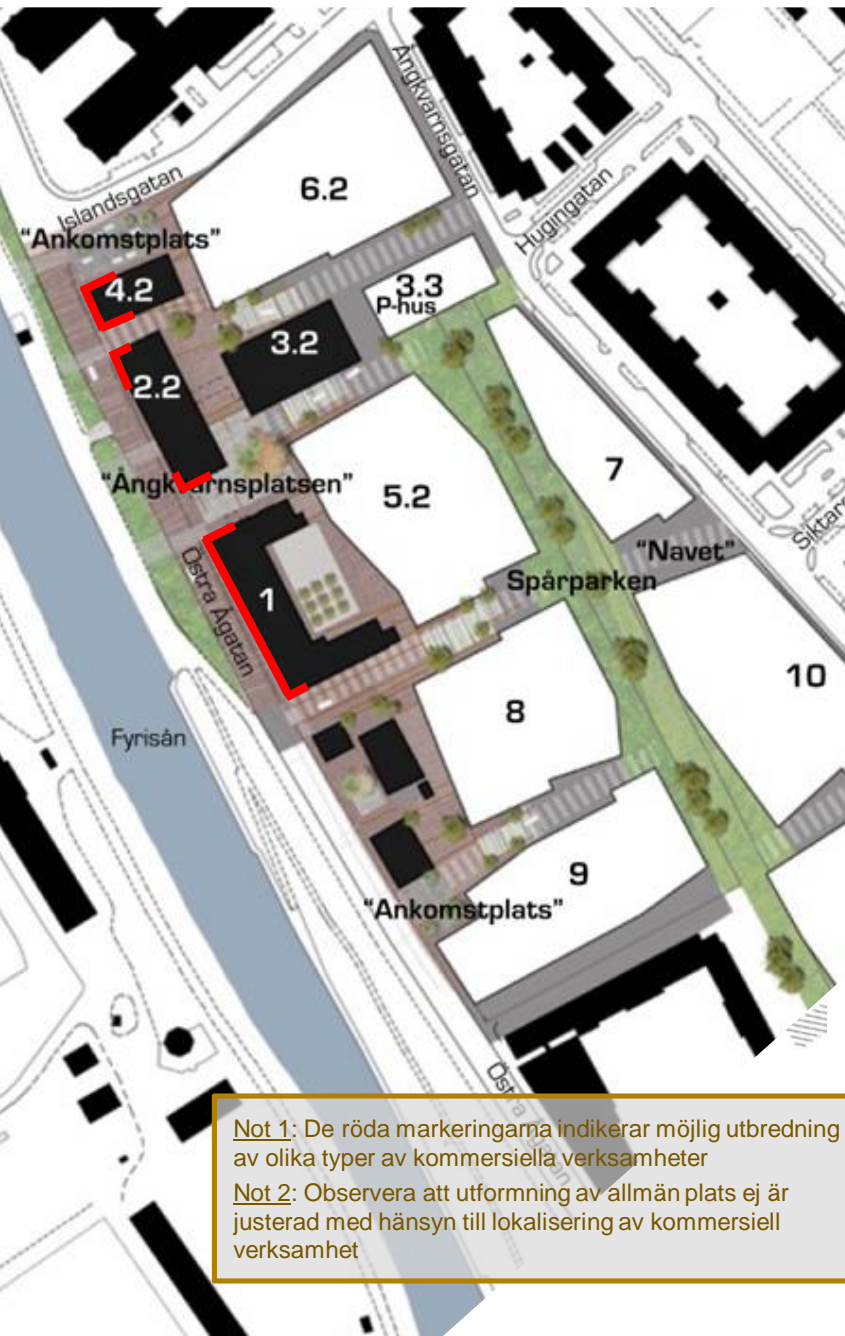 Ångkvarnsgatan
6.2
Islandsgatan
Hugingatan
"Ankomstplats"
4.2
3.3
P-hus
3.2
2.2
7
"Ångkvarnsplatsen"
5.2
"Navet"
Spårparken
Östra Ågatan
1
10
8
Fyrisån
9
"Ankomstplats"
Östra Ågatan
Not 1: De röda markeringarna indikerar möjlig utbredning
av olika typer av kommersiella verksamheter
Not 2: Observera att utformning av allmän plats ej är
justerad med hänsyn till lokalisering av kommersiell
verksamhet